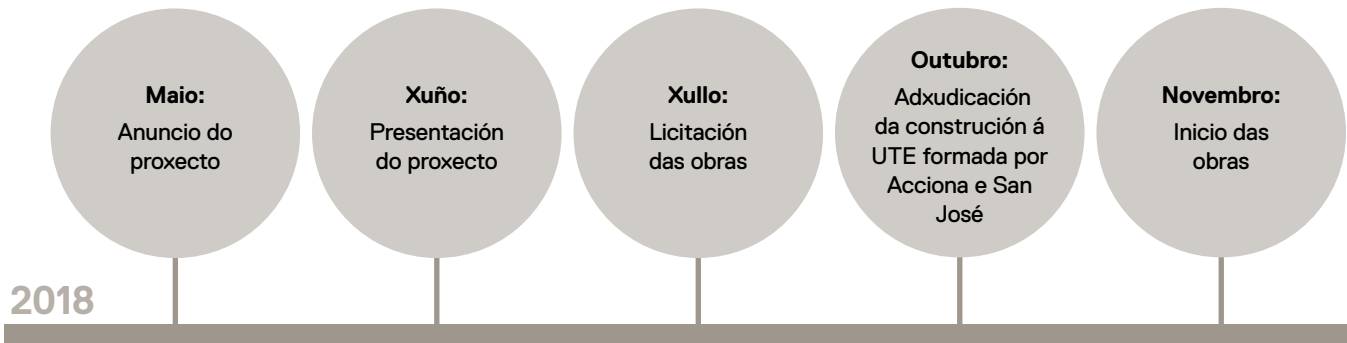 Maio:
Anuncio do
proxecto
Xuño:
Presentación
do proxecto
Xullo:
Licitación
das obras
Outubro:
Adxudicación
da construción á
UTE formada por
Acciona e San
José
Novembro:
Inicio das
obras
2018